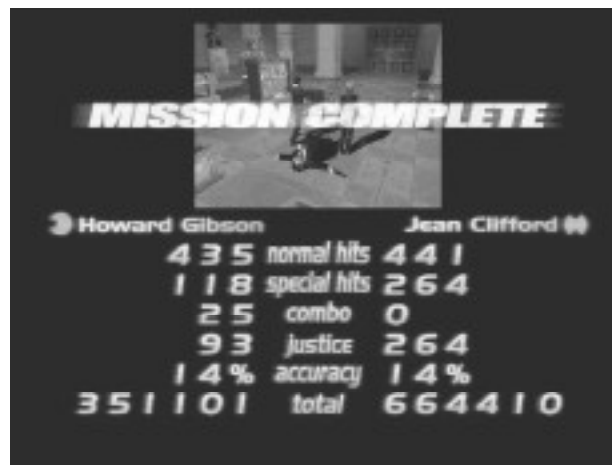 MISSION COMPLETE
Howard Gibson Jean Clifford
435 normal hits 441
118 special hits 264
25 combo 0
93 justice 264
14% accuracy 14%
351101 total 664410